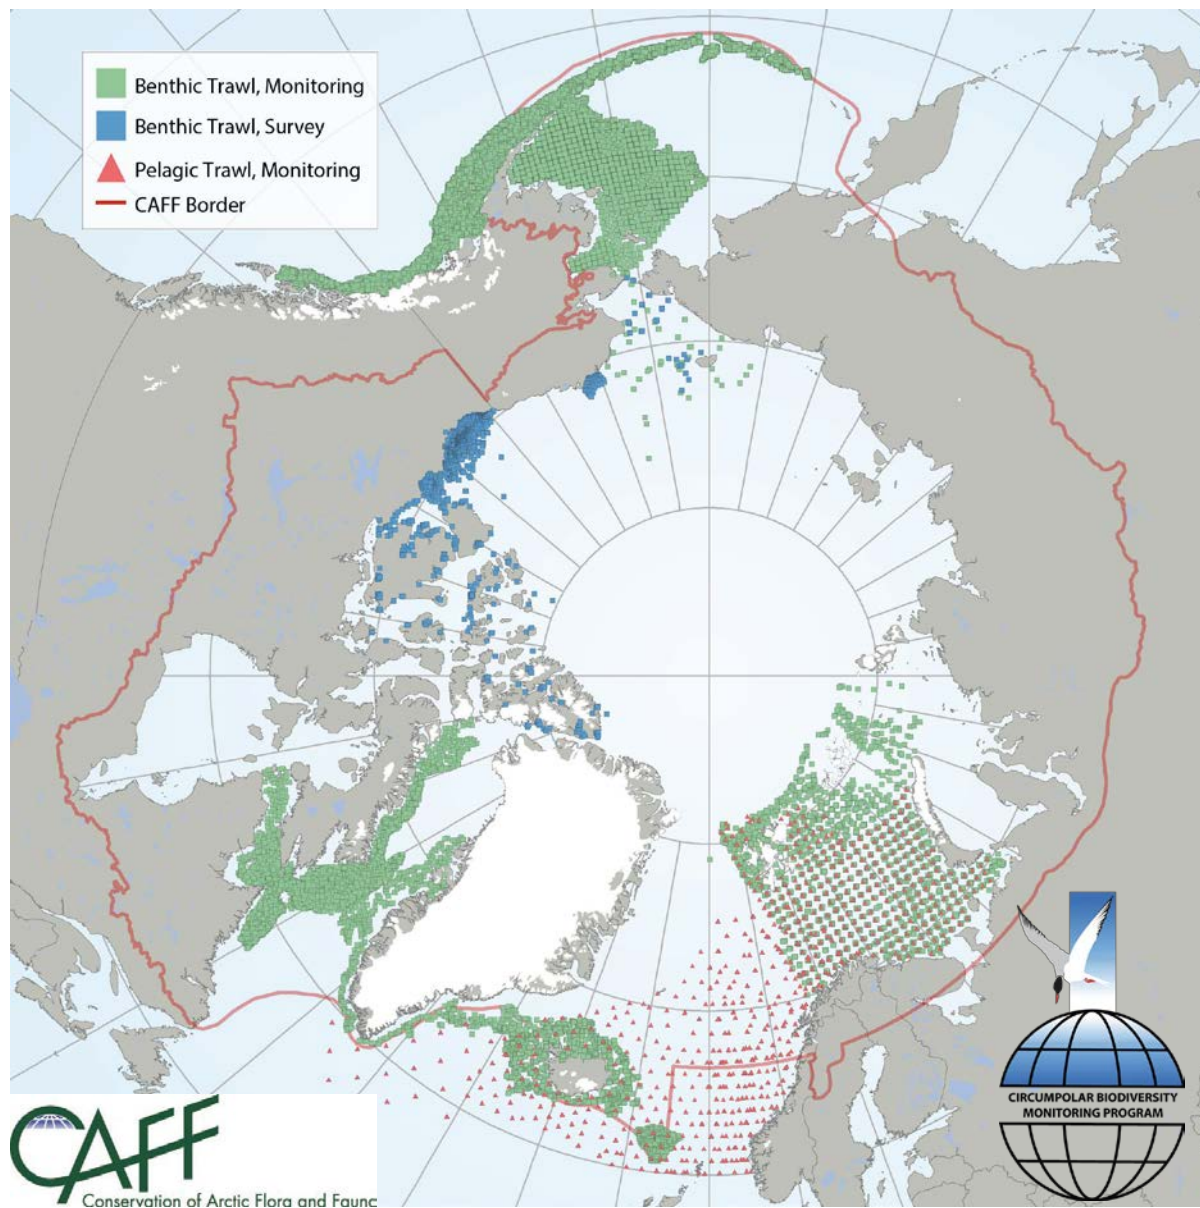 Benthic Trawl, Monitoring
Benthic Trawl, Survey
Pelagic Trawl, Monitoring
CAFF Border
CIRCUMPOLAR BIODIVERSITY
MONITORING PROGRAM
CAFF
Conservation of Arctic Flora and Faunc